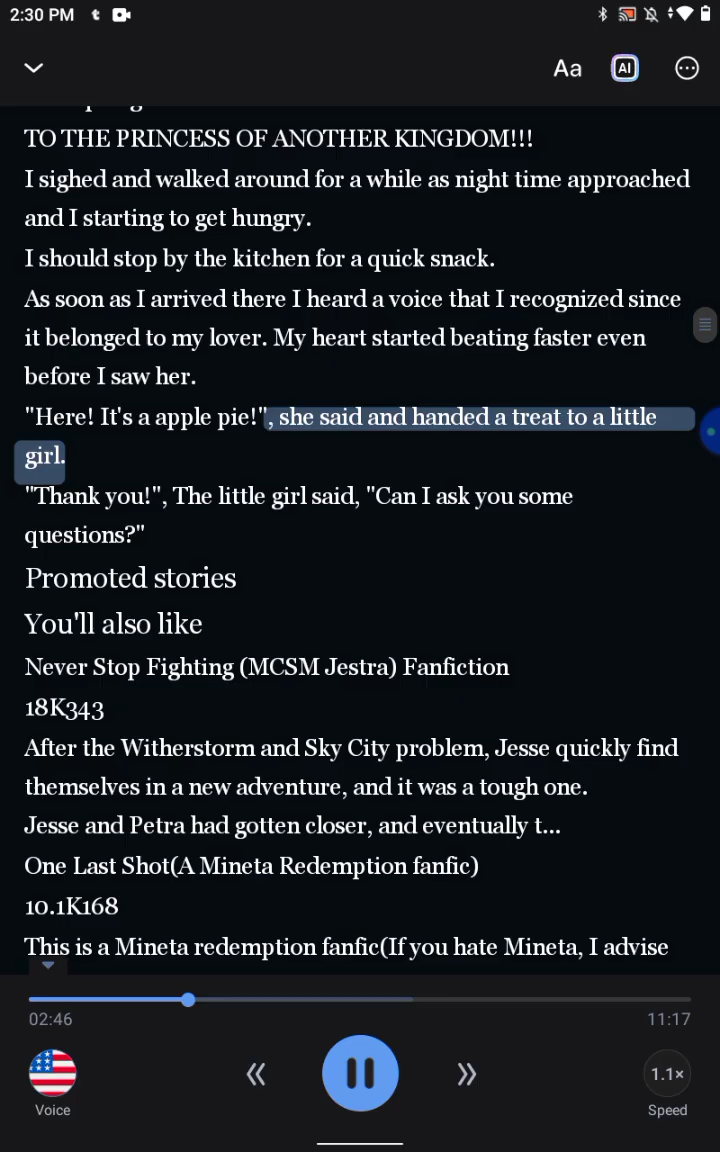 2:30 PM t
Aa AI
TO THE PRINCESS OF ANOTHER KINGDOM!!!
I sighed and walked around for a while as night time approached
and I starting to get hungry.
I should stop by the kitchen for a quick snack.
As soon as I arrived there I heard a voice that I recognized since
it belonged to my lover. My heart started beating faster even
before I saw her.
"Here! It's a apple pie!", she said and handed a treat to a little
girl.
"Thank you!", The little girl said, "Can I ask you some
questions?"
Promoted stories
You'll also like
Never Stop Fighting (MCSM Jestra) Fanfiction
18K343
After the Witherstorm and Sky City problem, Jesse quickly find
themselves in a new adventure, and it was a tough one.
Jesse and Petra had gotten closer, and eventually t...
One Last Shot(A Mineta Redemption fanfic)
10.1K168
This is a Mineta redemption fanfic(If you hate Mineta, I advise
02:46 11:17
1.1×
Voice Speed